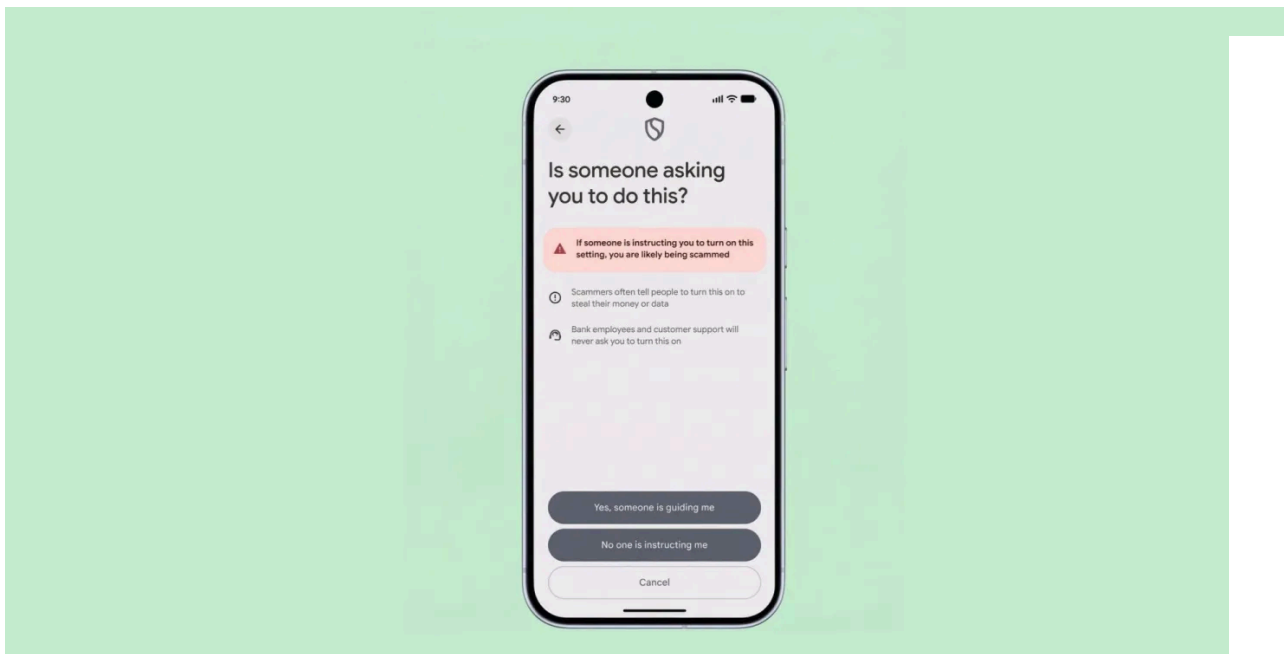 9:30
Is someone asking
you to do this?
If someone is instructing you to turn on this
setting, you are likely being scammed
Scammers often tell people to turn this on to
steal their money or data
Bank employees and customer support will
never ask you to turn this on
Yes, someone is guiding me
No one is instructing me
Cancel